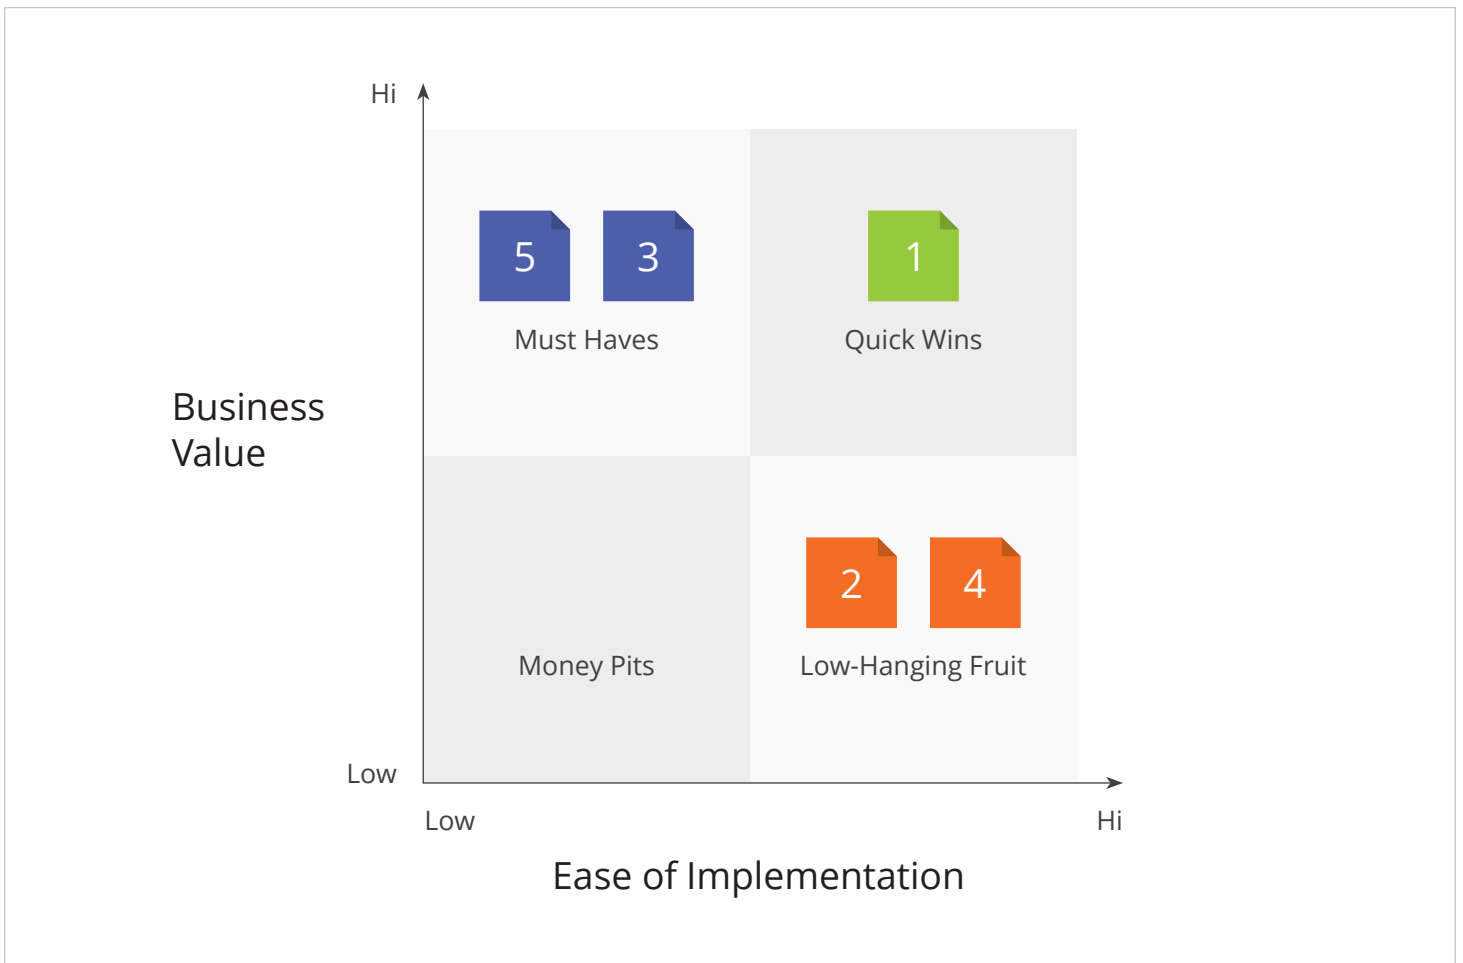 Hi
5
3
1
Must Haves
Quick Wins
Business
Value
2
4
Money Pits
Low-Hanging Fruit
Low
Low
Hi
Ease of Implementation